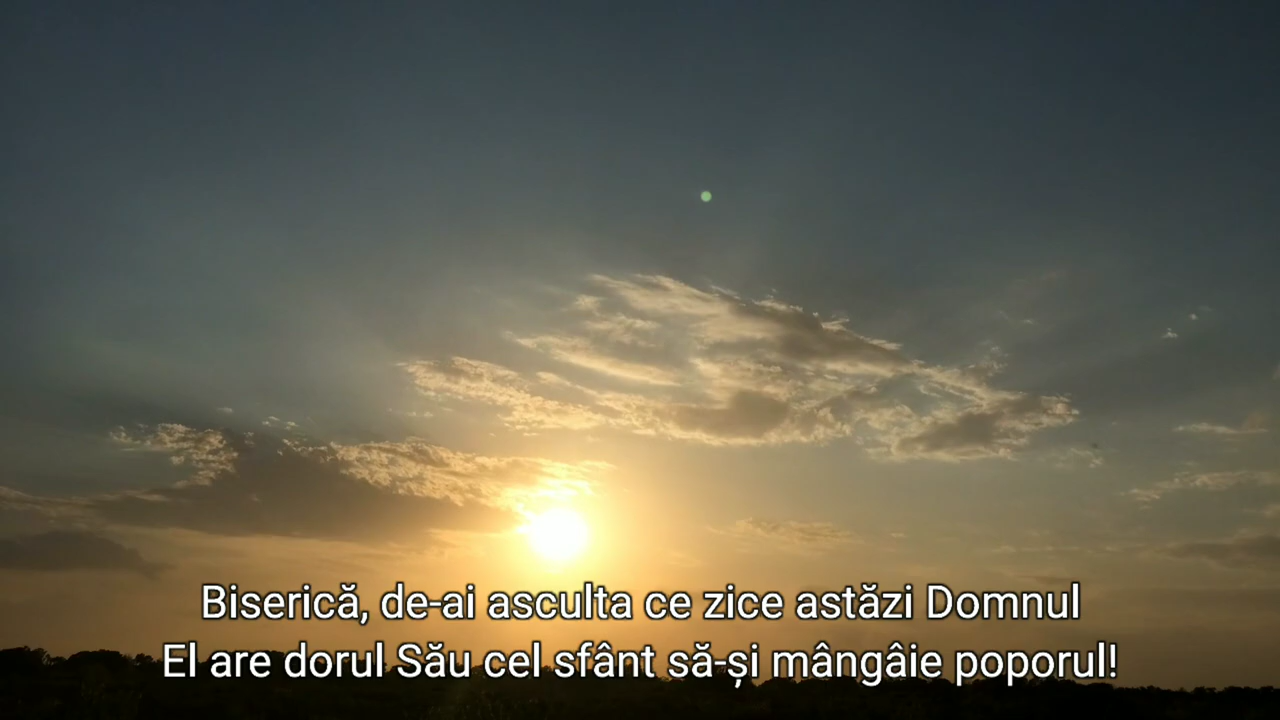 Biserică, de-ai asculta ce zice astăzi Domnul
El are dorul Său cel sfânt să-și mângâie poporul!